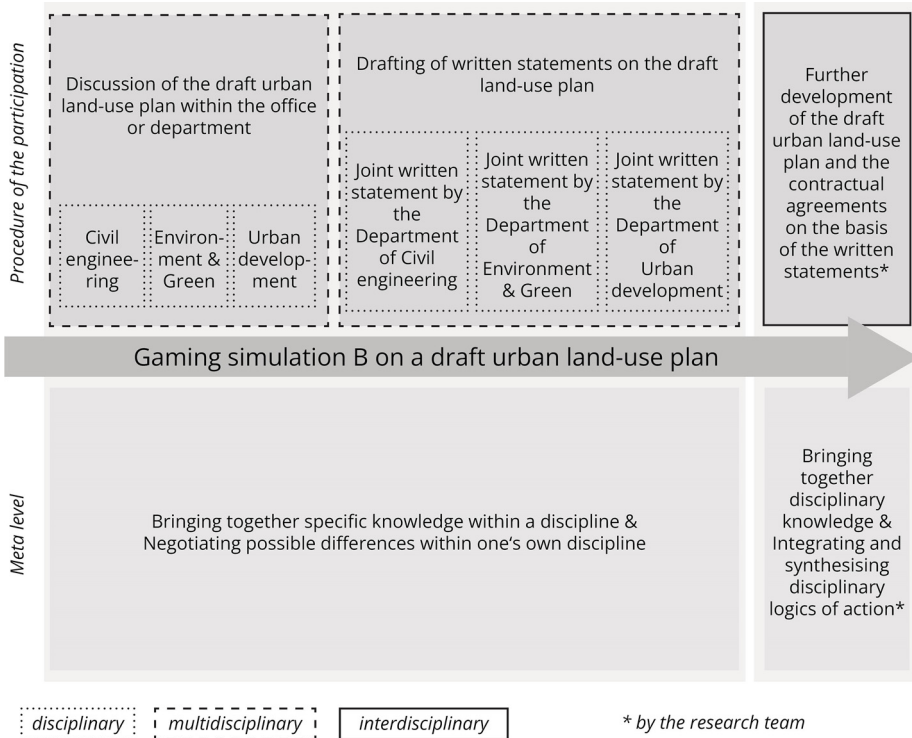 Procedure of the participation
Discussion of the draft urban
land-use plan within the office
or department
Civil
enginee-
ring
Environ-
ment &
Green
Urban
develop-
ment
Drafting of written statements on the draft
land-use plan
Joint written
statement by
the
Department
of Civil
engineering
Joint written
statement by
the
Department
of
Environment
& Green
Joint written
statement by
the
Department
of
Urban
development
Further
development
of the draft
urban land-use
plan and the
contractual
agreements
on the basis
of the written
statements*
Gaming simulation B on a draft urban land-use plan
Meta level
Bringing together specific knowledge within a discipline &
Negotiating possible differences within one‘s own discipline
Bringing
together
disciplinary
knowledge &
Integrating and
synthesising
disciplinary
logics of action*
disciplinary
multidisciplinary
interdisciplinary
* by the research team